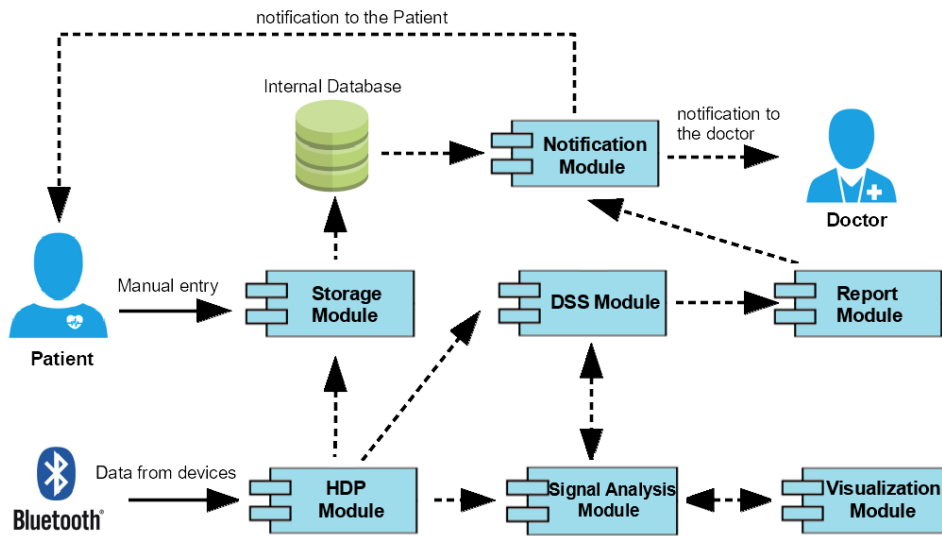 notification to the Patient
Internal Database
notification to
the doctor
Notification
Module
Doctor
Manual entry
Storage
Module
DSS Module
Report
Module
Patient
Data from devices
HDP
Module
Signal Analysis
Module
Visualization
Module
Bluetooth®